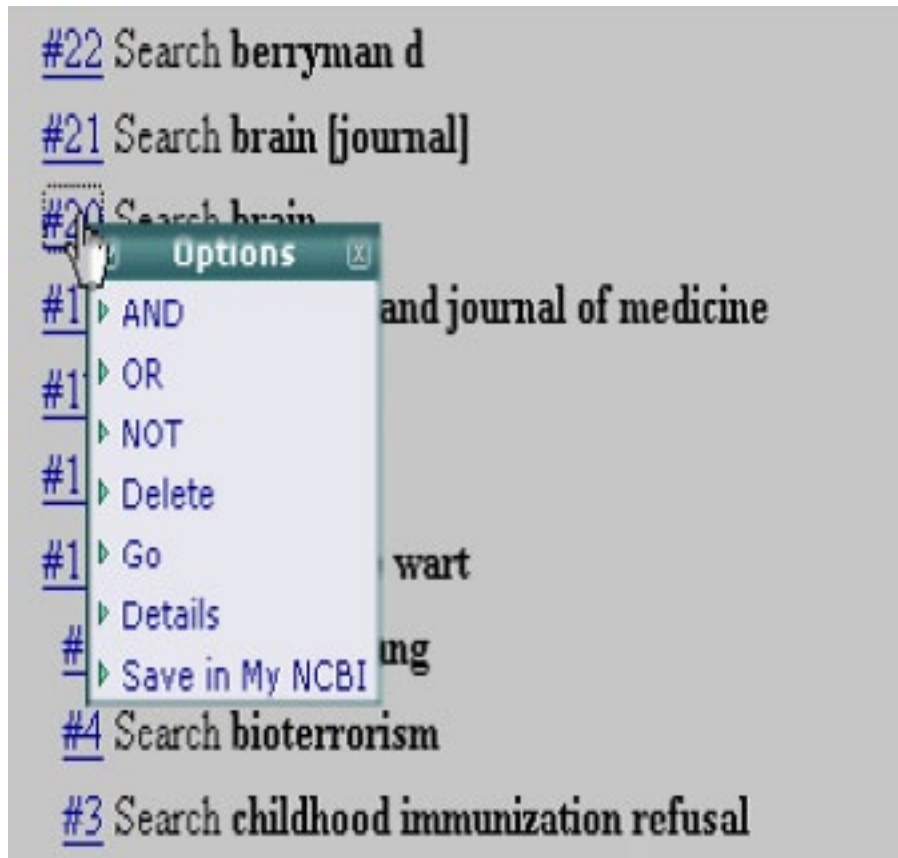 #22 Search berryman d
#21 Search brain [journal]
#20 Search brain
Options
#1 and journal of medicine
AND
#1
OR
NOT
#1
Delete
#1 wart
Go
Details
#
Save in My NCBI
#4 Search bioterrorism
#3 Search childhood immunization refusal